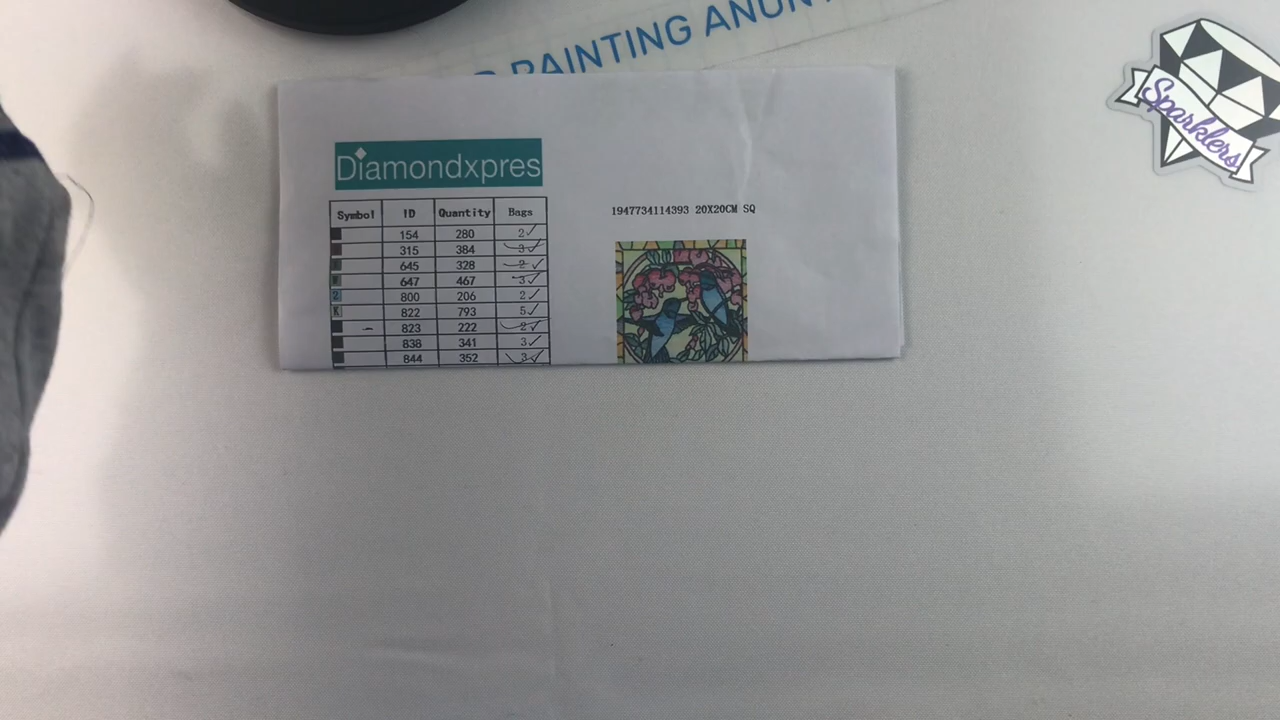 PAINTING ANON
Sparklers
Diamondxpres
Symbol ID Quantity Bags
154 280 2✓
315 384 3✓
645 328 2✓
647 467 3✓
2 800 206 2✓
K 822 793 5✓
823 222 2✓
838 341 3✓
844 352 3✓
1947734114393 20X20CM SQ